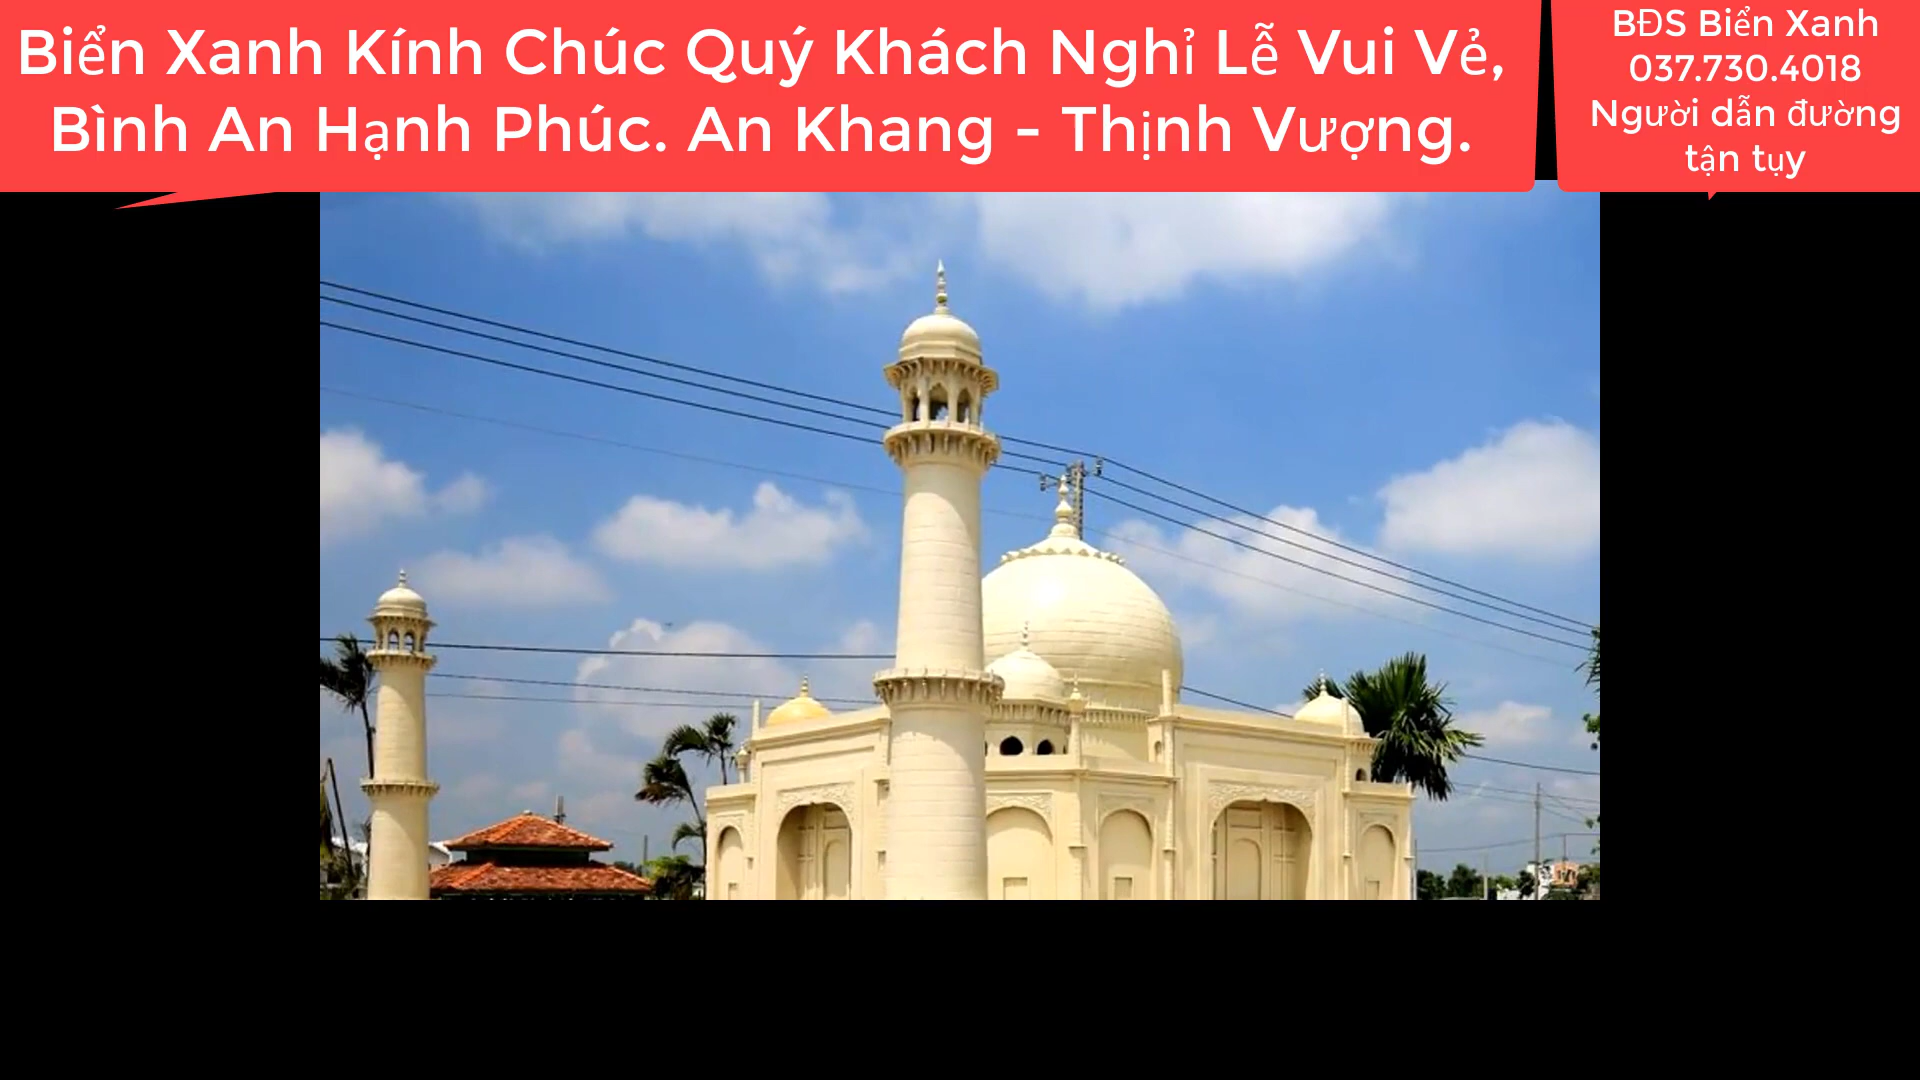 Biển Xanh Kính Chúc Quý Khách Nghỉ Lễ Vui Vẻ,
Bình An Hạnh Phúc. An Khang - Thịnh Vượng.
BĐS Biển Xanh
037.730.4018
Người dẫn đường
tận tụy